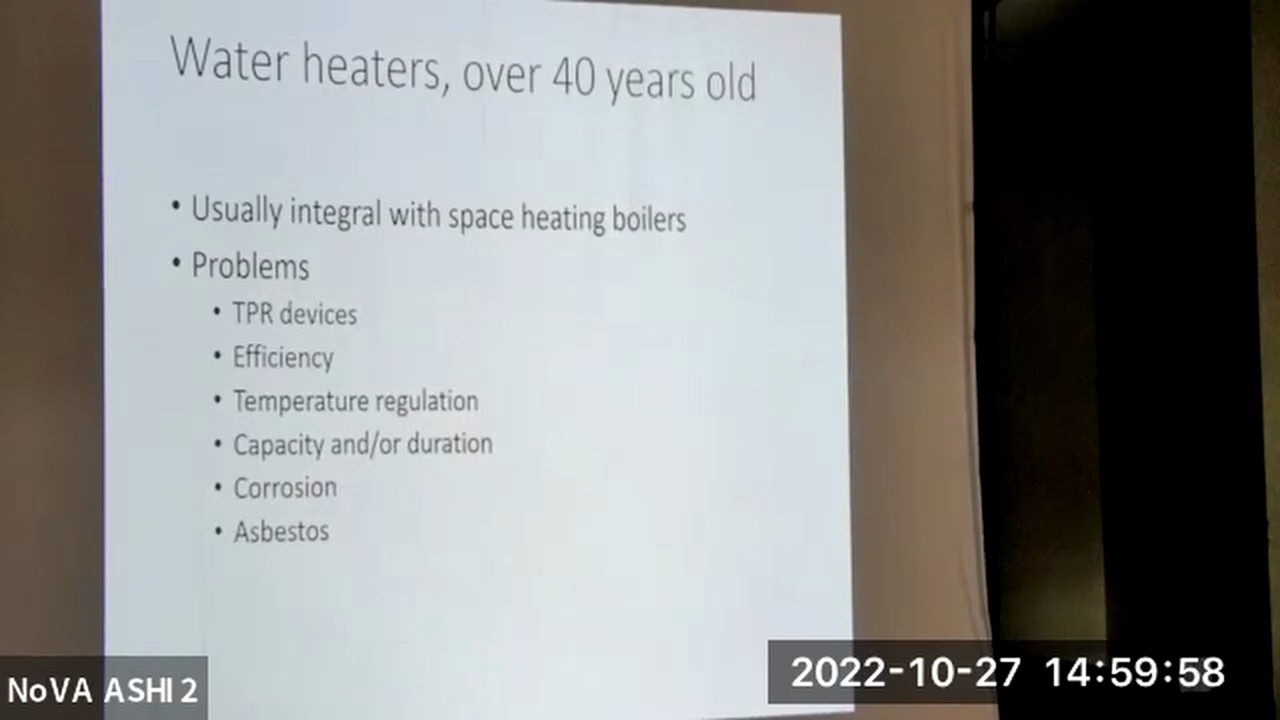 Water heaters, over 40 years old
• Usually integral with space heating boilers
• Problems
• TPR devices
• Efficiency
• Temperature regulation
• Capacity and/or duration
• Corrosion
• Asbestos
NoVA ASHI 2
2022-10-27 14:59:58